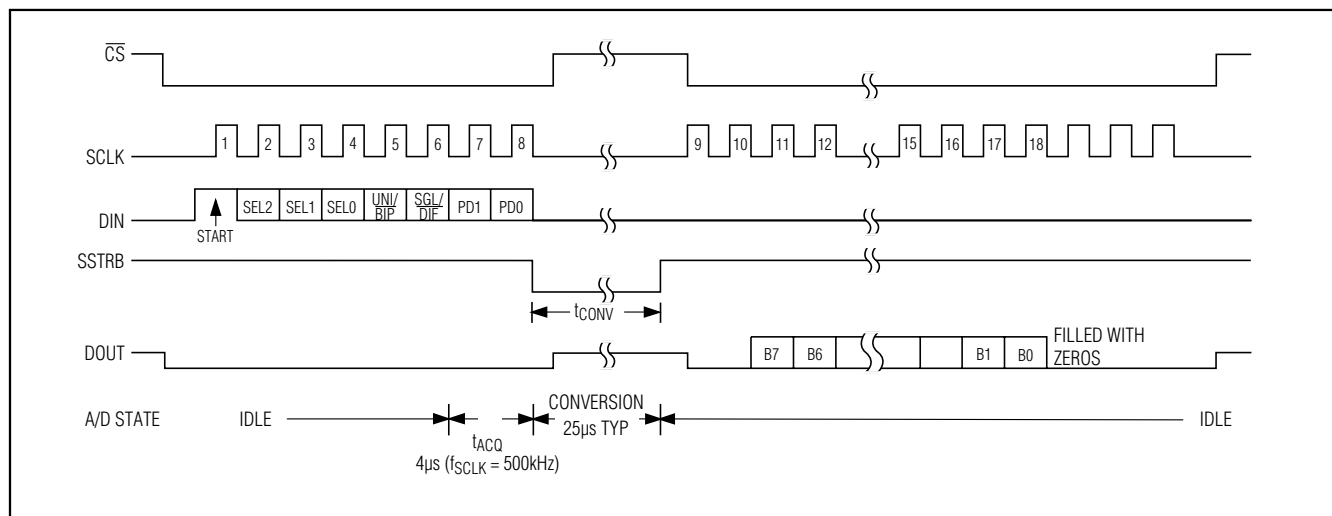 CS
SCLK
1 2 3 4 5 6 7 8 9 10 11 12 15 16 17 18
DIN
START
SEL2 SEL1 SEL0 UNI/BIP SGL/DIF PD1 PD0
SSTRB
tCONV
DOUT
B7 B6 B1 B0
FILLED WITH
ZEROS
A/D STATE IDLE
tACQ
4µs (fSCLK = 500kHz)
CONVERSION
25µs TYP
IDLE